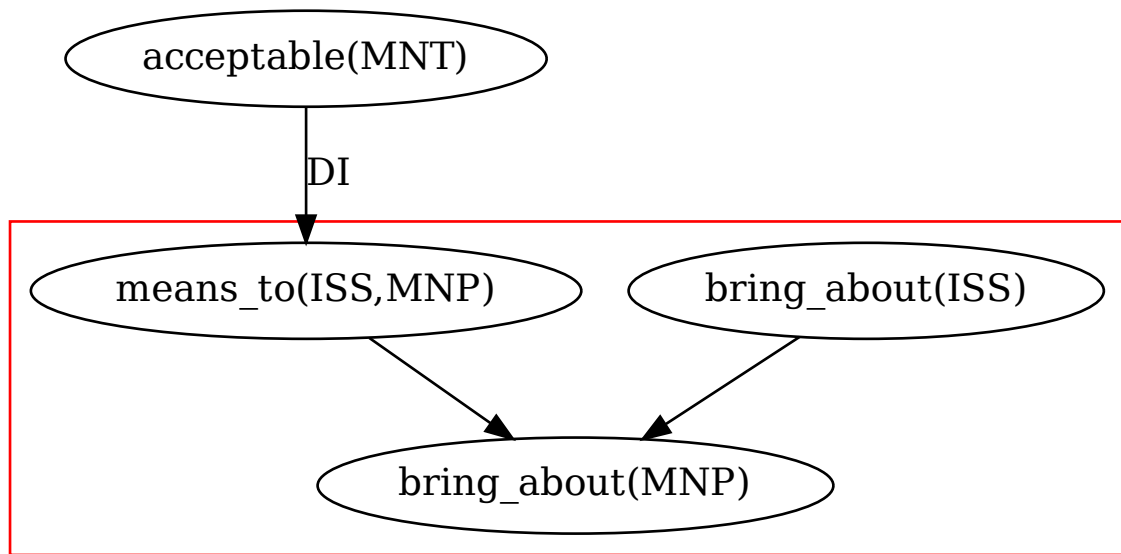 acceptable(MNT)
DI
means_to(ISS,MNP)
bring_about(ISS)
bring_about(MNP)